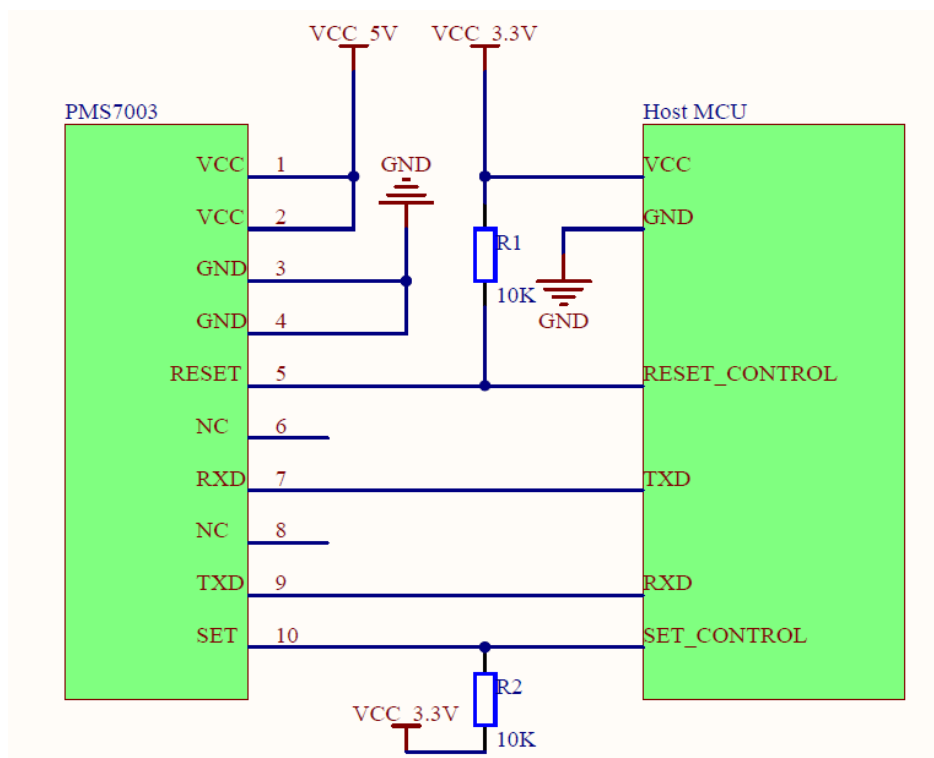 VCC_5V VCC_3.3V
PMS7003 Host MCU
VCC 1 GND VCC
VCC 2 GND
R1
GND 3
10K
GND 4 GND
RESET 5 RESET_CONTROL
NC 6
RXD 7 TXD
NC 8
TXD 9 RXD
SET 10 SET_CONTROL
R2
VCC_3.3V
10K